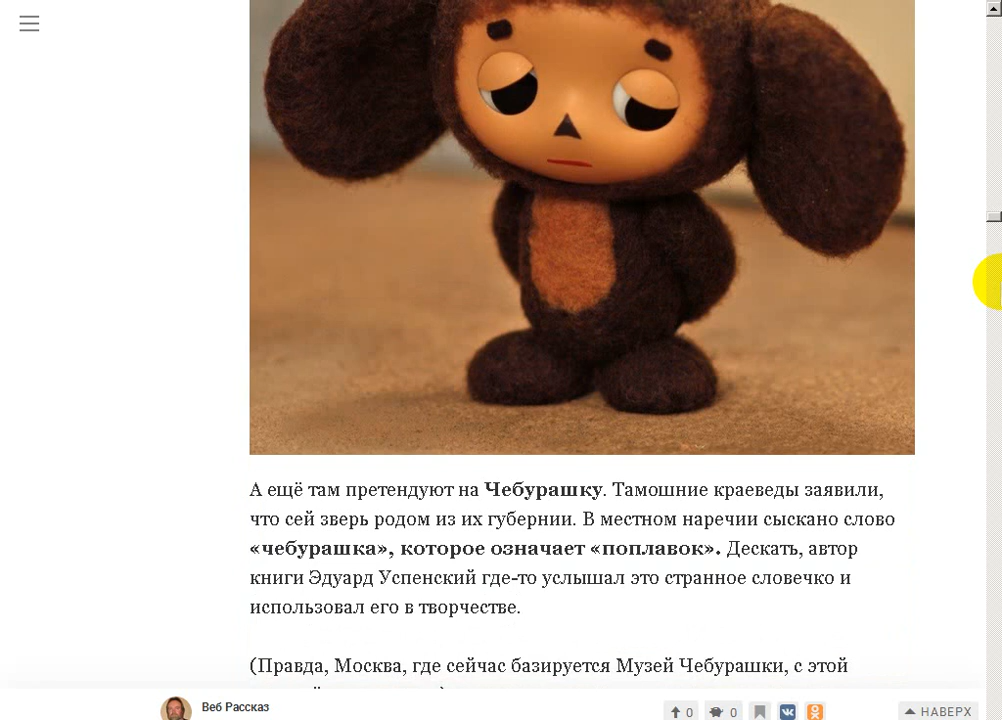 А ещё там претендуют на Чебурашку. Тамошние краеведы заявили,
что сей зверь родом из их губернии. В местном наречии сыскано слово
«чебурашка», которое означает «поплавок». Дескать, автор
книги Эдуард Успенский где-то услышал это странное словечко и
использовал его в творчестве.
(Правда, Москва, где сейчас базируется Музей Чебурашки, с этой
Веб Рассказ
0
0
НАВЕРХ